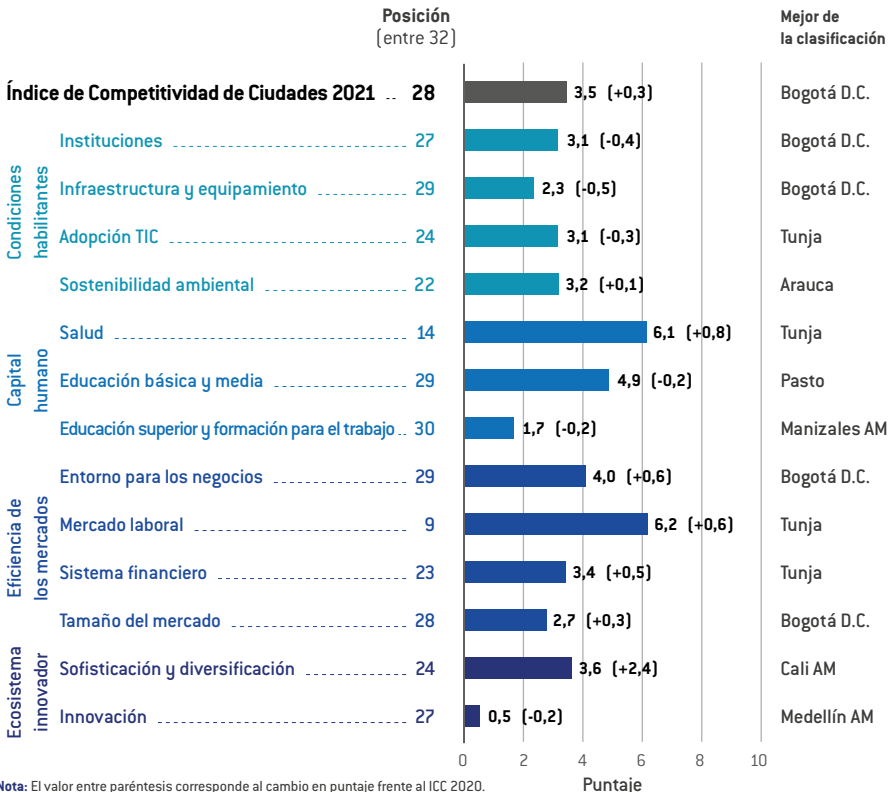 Posición
(entre 32)
Mejor de
la clasificación
Índice de Competitividad de Ciudades 2021 28 3,5 (+0,3) Bogotá D.C.
Condiciones
habilitantes
Instituciones 27 3,1 (-0,4) Bogotá D.C.
Infraestructura y equipamiento 29 2,3 (-0,5) Bogotá D.C.
Adopción TIC 24 3,1 (-0,3) Tunja
Sostenibilidad ambiental 22 3,2 (+0,1) Arauca
Capital
humano
Salud 14 6,1 (+0,8) Tunja
Educación básica y media 29 4,9 (-0,2) Pasto
Educación superior y formación para el trabajo 30 1,7 (-0,2) Manizales AM
Eficiencia de
los mercados
Entorno para los negocios 29 4,0 (+0,6) Bogotá D.C.
Mercado laboral 9 6,2 (+0,6) Tunja
Sistema financiero 23 3,4 (+0,5) Tunja
Tamaño del mercado 28 2,7 (+0,3) Bogotá D.C.
Ecosistema
innovador
Sofisticación y diversificación 24 3,6 (+2,4) Cali AM
Innovación 27 0,5 (-0,2) Medellín AM
0 2 4 6 8 10
Puntaje
Nota: El valor entre paréntesis corresponde al cambio en puntaje frente al ICC 2020.